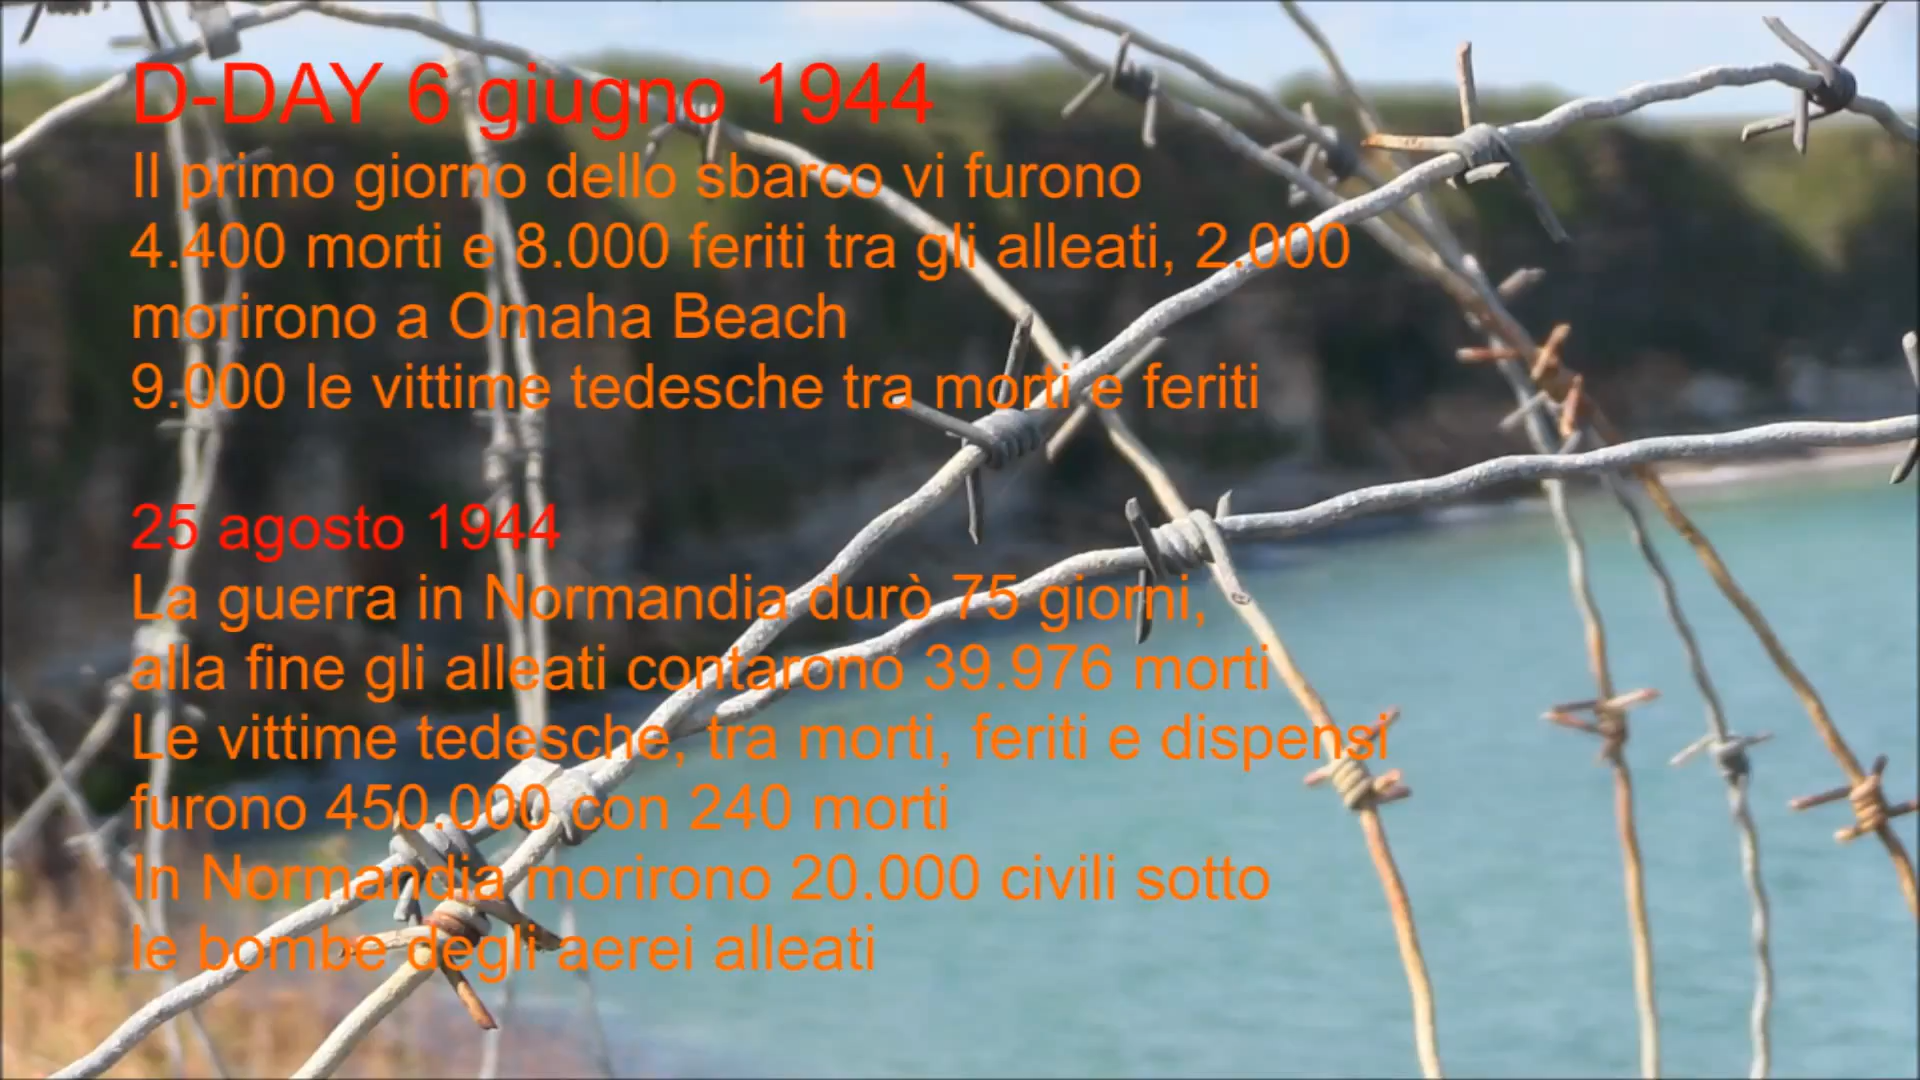 D-DAY 6 giugno 1944
Il primo giorno dello sbarco vi furono
4.400 morti e 8.000 feriti tra gli alleati, 2.000
morirono a Omaha Beach
9.000 le vittime tedesche tra morti e feriti
25 agosto 1944
La guerra in Normandia durò 75 giorni,
alla fine gli alleati contarono 39.976 morti
Le vittime tedesche, tra morti, feriti e dispensi
furono 450.000 con 240 morti
In Normandia morirono 20.000 civili sotto
le bombe degli aerei alleati